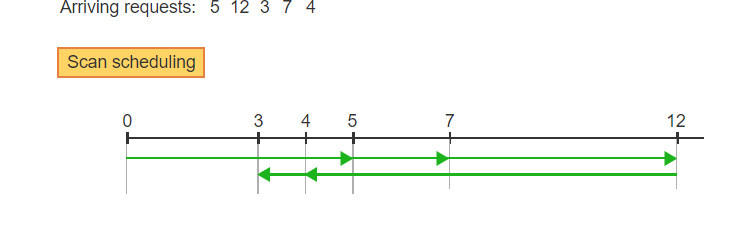 Arriving requests: 5 12 3 7 4
Scan scheduling
0 3 4 5 7 12